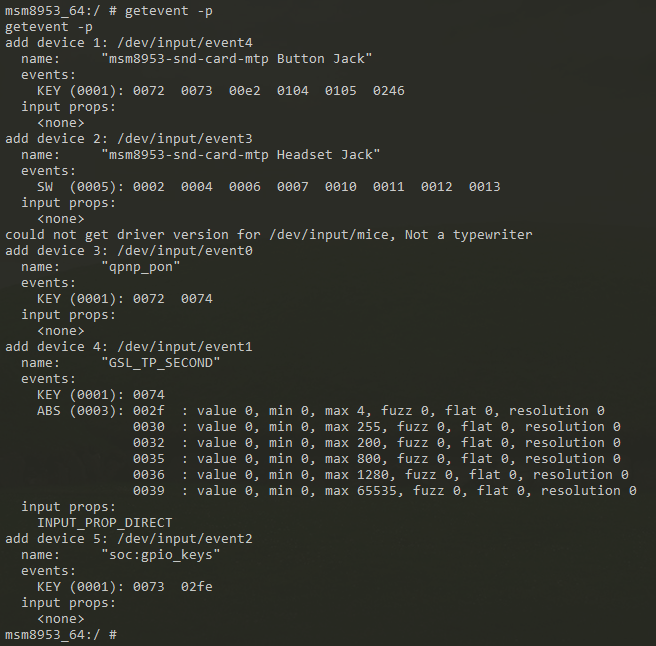 msm8953_64:/ # getevent -p
getevent -p
add device 1: /dev/input/event4
  name:     "msm8953-snd-card-mtp Button Jack"
  events:
    KEY (0001): 0072  0073  00e2  0104  0105  0246
  input props:
    <none>
add device 2: /dev/input/event3
  name:     "msm8953-snd-card-mtp Headset Jack"
  events:
    SW  (0005): 0002  0004  0006  0007  0010  0011  0012  0013
  input props:
    <none>
could not get driver version for /dev/input/mice, Not a typewriter
add device 3: /dev/input/event0
  name:     "qpnp_pon"
  events:
    KEY (0001): 0072  0074
  input props:
    <none>
add device 4: /dev/input/event1
  name:     "GSL_TP_SECOND"
  events:
    KEY (0001): 0074
    ABS (0003): 002f  : value 0, min 0, max 4, fuzz 0, flat 0, resolution 0
                0030  : value 0, min 0, max 255, fuzz 0, flat 0, resolution 0
                0032  : value 0, min 0, max 200, fuzz 0, flat 0, resolution 0
                0035  : value 0, min 0, max 800, fuzz 0, flat 0, resolution 0
                0036  : value 0, min 0, max 1280, fuzz 0, flat 0, resolution 0
                0039  : value 0, min 0, max 65535, fuzz 0, flat 0, resolution 0
  input props:
    INPUT_PROP_DIRECT
add device 5: /dev/input/event2
  name:     "soc:gpio_keys"
  events:
    KEY (0001): 0073  02fe
  input props:
    <none>
msm8953_64:/ #